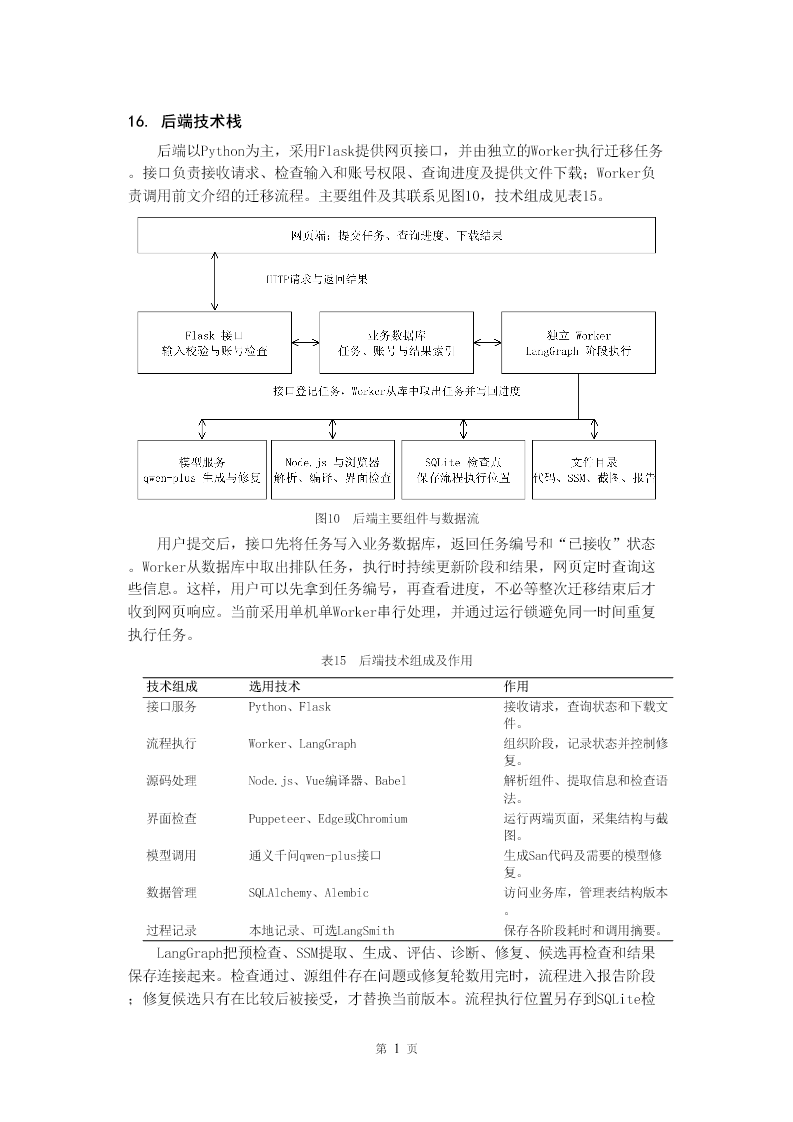 16. 后端技术栈
后端以Python为主，采用Flask提供网页接口，并由独立的Worker执行迁移任务
。接口负责接收请求、检查输入和账号权限、查询进度及提供文件下载；Worker负
责调用前文介绍的迁移流程。主要组件及其联系见图10，技术组成见表15。
网页端：提交任务、查询进度、下载结果
HTTP请求与返回结果
Flask 接口 业务数据库 独立 Worker
输入校验与账号检查 任务、账号与结果索引 LangGraph 阶段执行
接口登记任务，Worker从库中取出任务并写回进度
模型服务 Node.js 与浏览器 SQLite 检查点 文件目录
qwen-plus 生成与修复 解析、编译、界面检查 保存流程执行位置 代码、SSM、截图、报告
图10 后端主要组件与数据流
用户提交后，接口先将任务写入业务数据库，返回任务编号和“已接收”状态
。Worker从数据库中取出排队任务，执行时持续更新阶段和结果，网页定时查询这
些信息。这样，用户可以先拿到任务编号，再查看进度，不必等整次迁移结束后才
收到网页响应。当前采用单机单Worker串行处理，并通过运行锁避免同一时间重复
执行任务。
表15 后端技术组成及作用
技术组成 选用技术 作用
接口服务 Python、Flask 接收请求，查询状态和下载文
件。
流程执行 Worker、LangGraph 组织阶段，记录状态并控制修
复。
源码处理 Node.js、Vue编译器、Babel 解析组件、提取信息和检查语
法。
界面检查 Puppeteer、Edge或Chromium 运行两端页面，采集结构与截
图。
模型调用 通义千问qwen-plus接口 生成San代码及需要的模型修
复。
数据管理 SQLAlchemy、Alembic 访问业务库，管理表结构版本
。
过程记录 本地记录、可选LangSmith 保存各阶段耗时和调用摘要。
LangGraph把预检查、SSM提取、生成、评估、诊断、修复、候选再检查和结果
保存连接起来。检查通过、源组件存在问题或修复轮数用完时，流程进入报告阶段
；修复候选只有在比较后被接受，才替换当前版本。流程执行位置另存到SQLite检
第 1 页